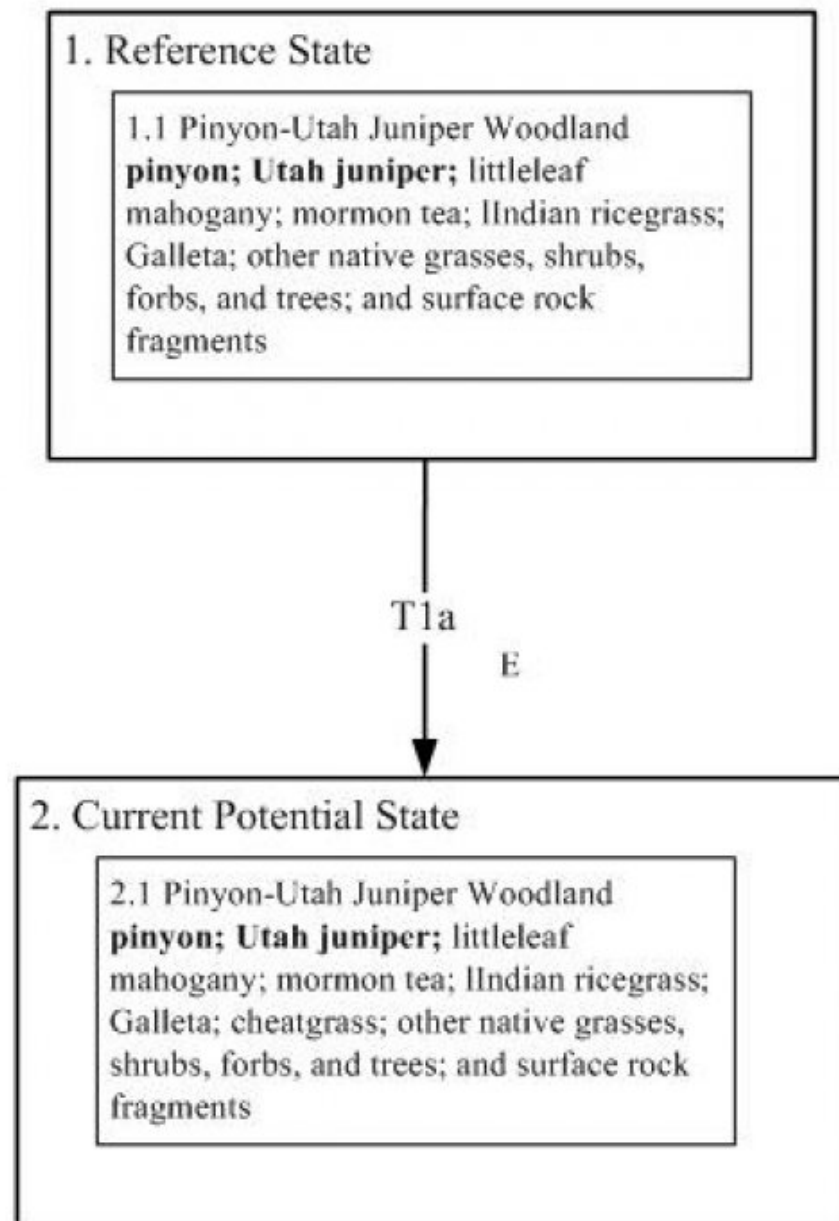 1. Reference State
1.1 Pinyon-Utah Juniper Woodland
pinyon; Utah juniper; littleleaf
mahogany; mormon tea; lIndian ricegrass;
Galleta; other native grasses, shrubs,
forbs, and trees; and surface rock
fragments
T1a
E
2. Current Potential State
2.1 Pinyon-Utah Juniper Woodland
pinyon; Utah juniper; littleleaf
mahogany; mormon tea; lIndian ricegrass;
Galleta; cheatgrass; other native grasses,
shrubs, forbs, and trees; and surface rock
fragments